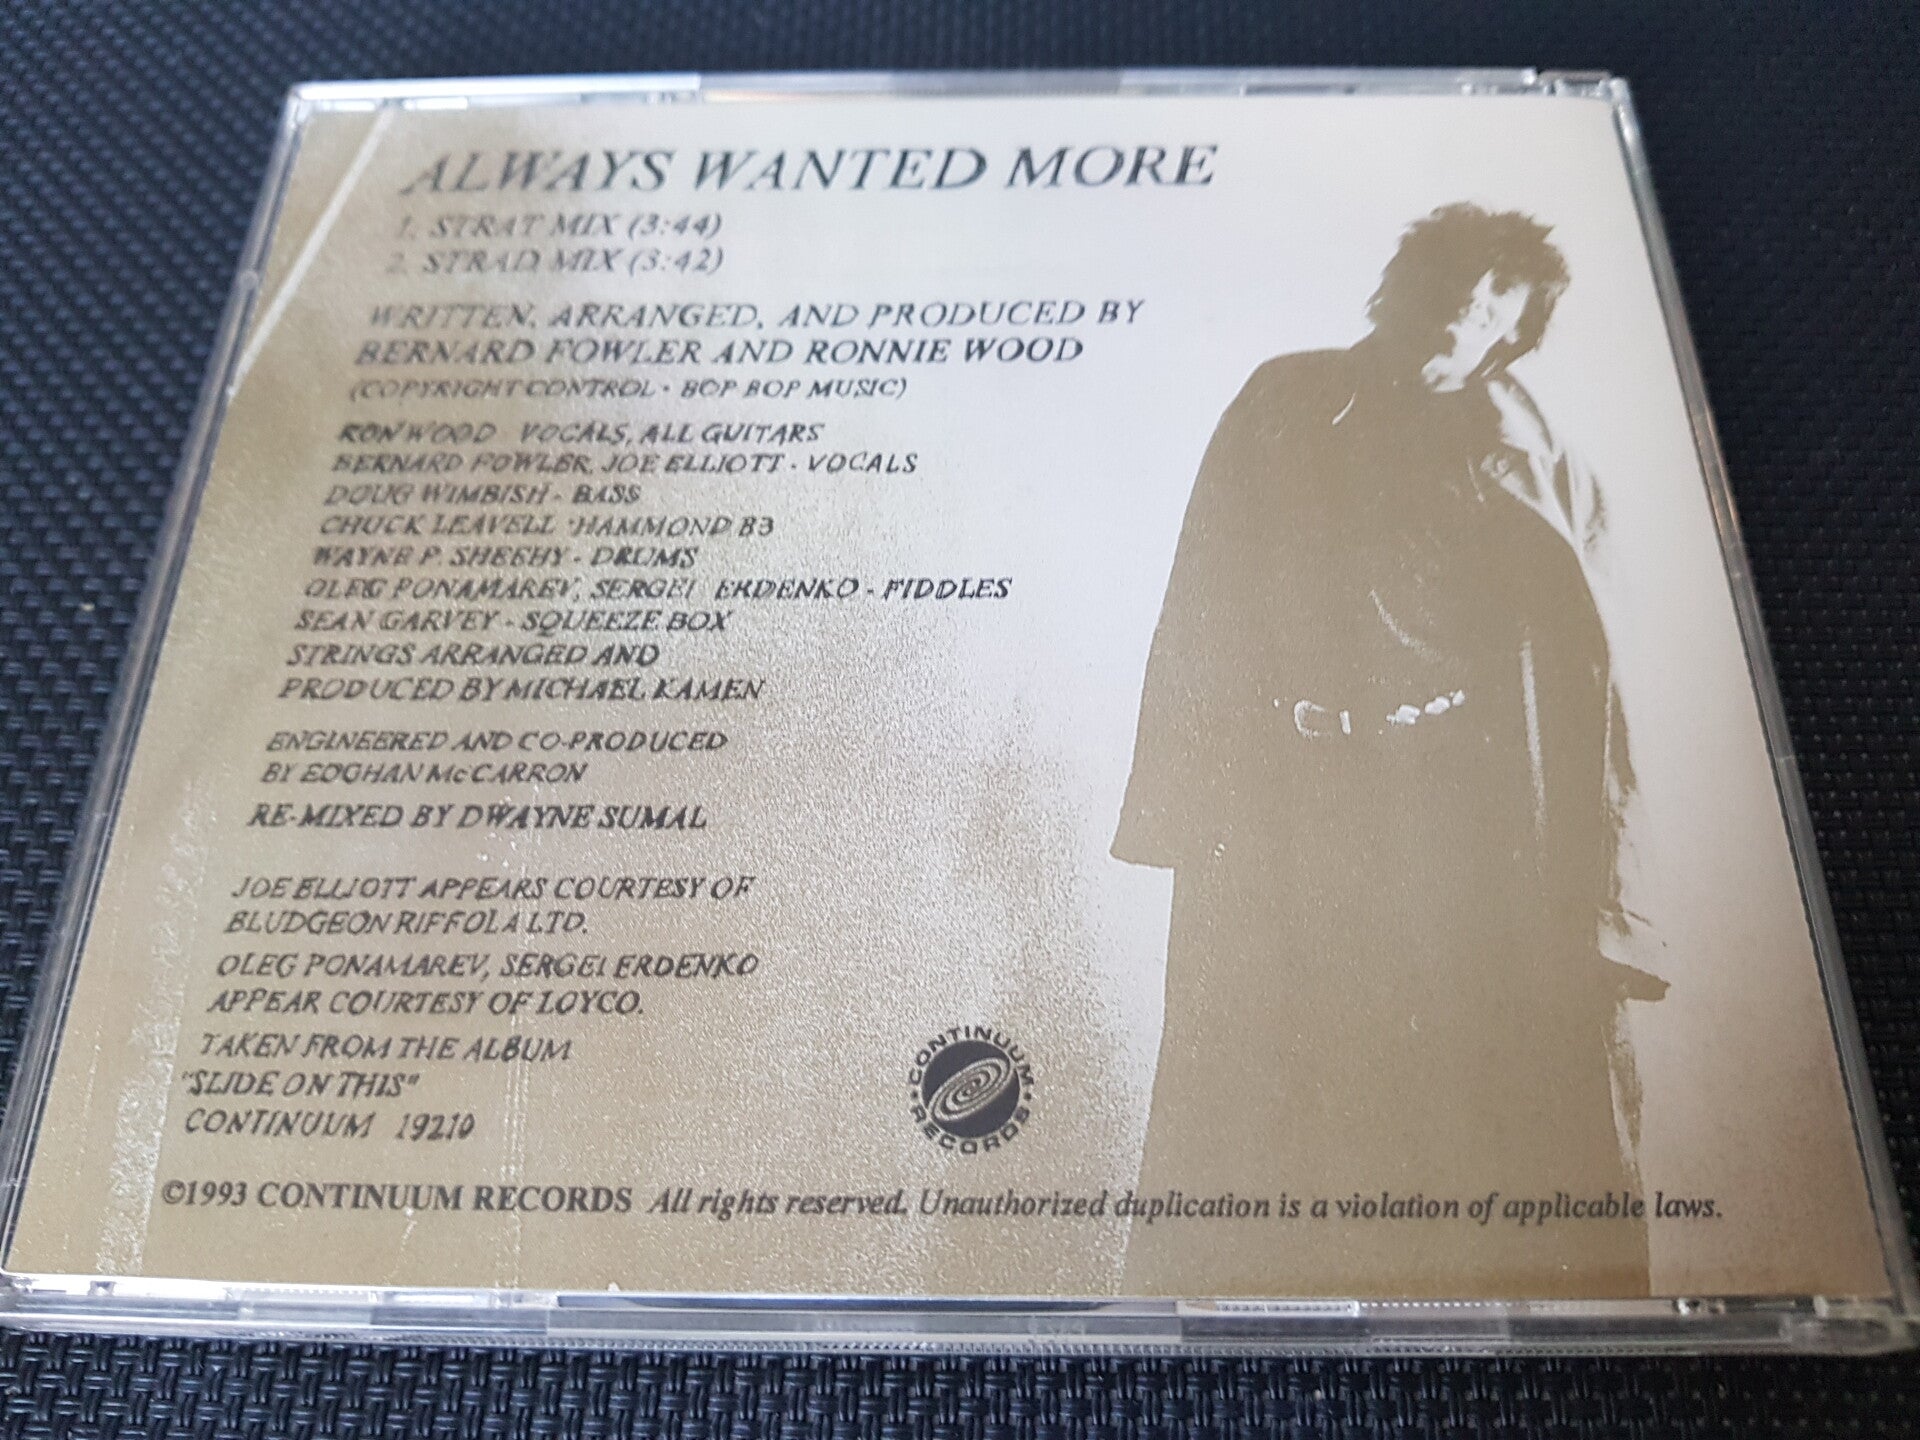 ALWAYS WANTED MORE
1. STRAT MIX (3:44)
2. STRAD MIX (3:42)
WRITTEN, ARRANGED, AND PRODUCED BY
BERNARD FOWLER AND RONNIE WOOD
(COPYRIGHT CONTROL · BOP BOP MUSIC)
RON WOOD - VOCALS, ALL GUITARS
BERNARD FOWLER, JOE ELLIOTT - VOCALS
DOUG WIMBISH - BASS
CHUCK LEAVELL - HAMMOND B3
WAYNE P. SHEEHY - DRUMS
OLEG PONAMAREV, SERGEI ERDENKO - FIDDLES
SEAN GARVEY - SQUEEZE BOX
STRINGS ARRANGED AND
PRODUCED BY MICHAEL KAMEN
ENGINEERED AND CO-PRODUCED
BY EOGHAN McCARRON
RE-MIXED BY DWAYNE SUMAL
JOE ELLIOTT APPEARS COURTESY OF
BLUDGEON RIFFOLA LTD.
OLEG PONAMAREV, SERGEI ERDENKO
APPEAR COURTESY OF LOYCO.
TAKEN FROM THE ALBUM
"SLIDE ON THIS"
CONTINUUM 19210
CONTINUUM
RECORDS
©1993 CONTINUUM RECORDS All rights reserved. Unauthorized duplication is a violation of applicable laws.